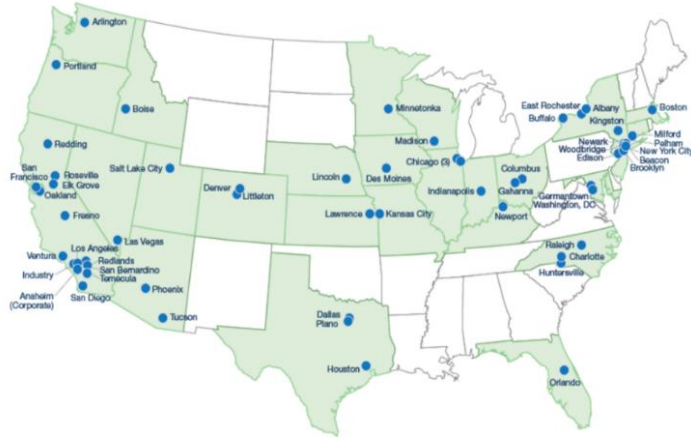 Arlington
Portland
Boise
Redding
San
Francisco
Roseville
Elk Grove
Oakland
Fresno
Salt Lake City
Las Vegas
Ventura
Los Angeles
Redlands
Industry
San Bernardino
Temecula
Anaheim
(Corporate)
San Diego
Phoenix
Tucson
Denver
Littleton
Lincoln
Lawrence
Kansas City
Dallas
Plano
Houston
Minnetonka
Madison
Des Moines
Chicago (3)
Indianapolis
Columbus
Gahanna
Newport
East Rochester
Albany
Buffalo
Kingston
Boston
Newark
Woodbridge
Edison
Milford
Pelham
New York City
Beacon
Brooklyn
Germantown
Washington, DC
Raleigh
Charlotte
Huntersville
Orlando